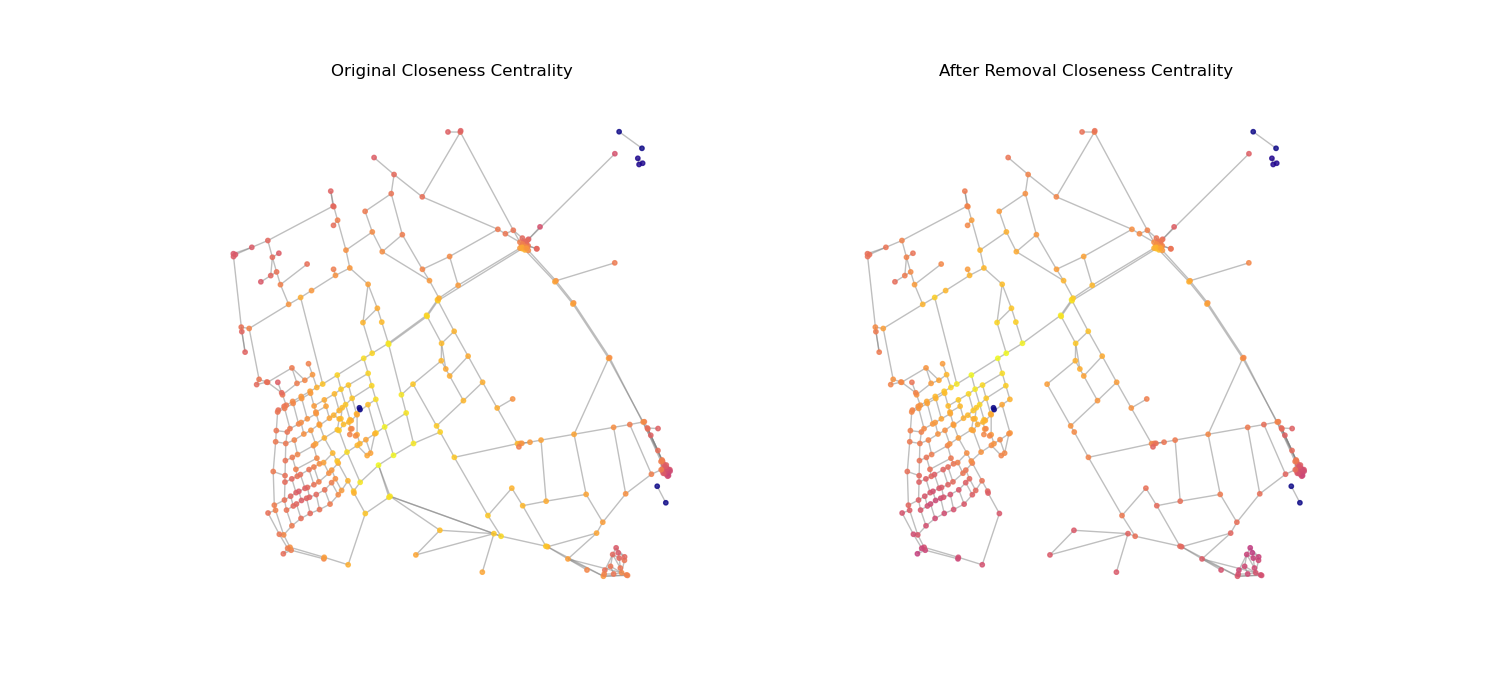 Original Closeness Centrality
After Removal Closeness Centrality